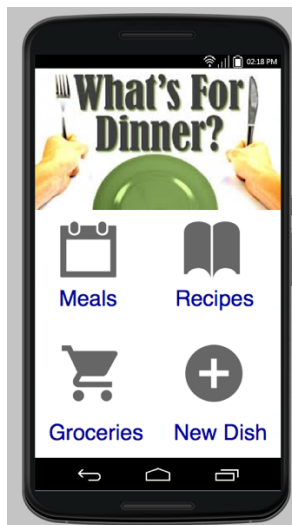 02:18 PM
What's For
Dinner?
Meals
Recipes
Groceries
New Dish